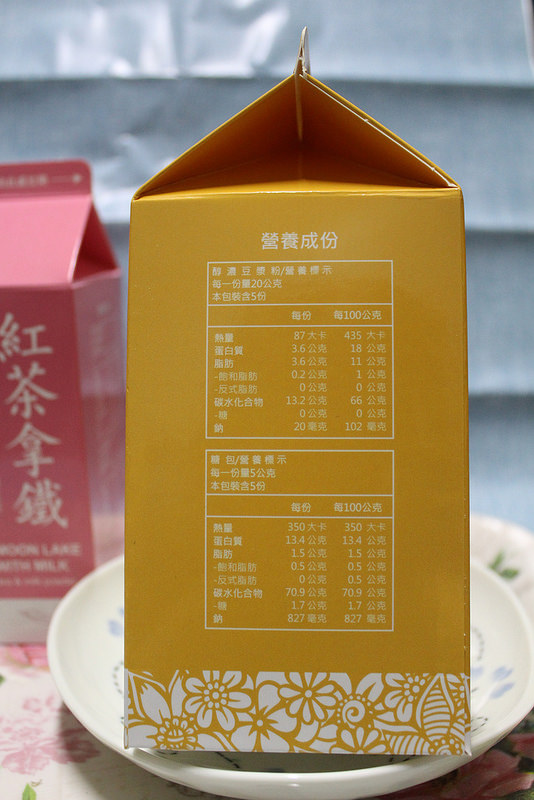 營養成份
醇濃豆漿粉/營養標示
每一份量20公克
本包裝含5份
每份 每100公克
熱量 87大卡 435 大卡
蛋白質 3.6公克 18 公克
脂肪 3.6公克 11 公克
-飽和脂肪 0.2公克 1 公克
-反式脂肪 0公克 0 公克
碳水化合物 13.2公克 66 公克
-糖 0公克 0 公克
鈉 20 毫克 102 毫克
糖包/營養標示
每一份量5公克
本包裝含5份
每份 每100公克
熱量 350大卡 350 大卡
蛋白質 13.4公克 13.4 公克
脂肪 1.5公克 1.5 公克
-飽和脂肪 0.5公克 0.5 公克
-反式脂肪 0公克 0.5 公克
碳水化合物 70.9公克 70.9 公克
-糖 1.7公克 1.7 公克
鈉 827 毫克 827 毫克
紅茶拿鐵
MOON LAKE
WITH MILK